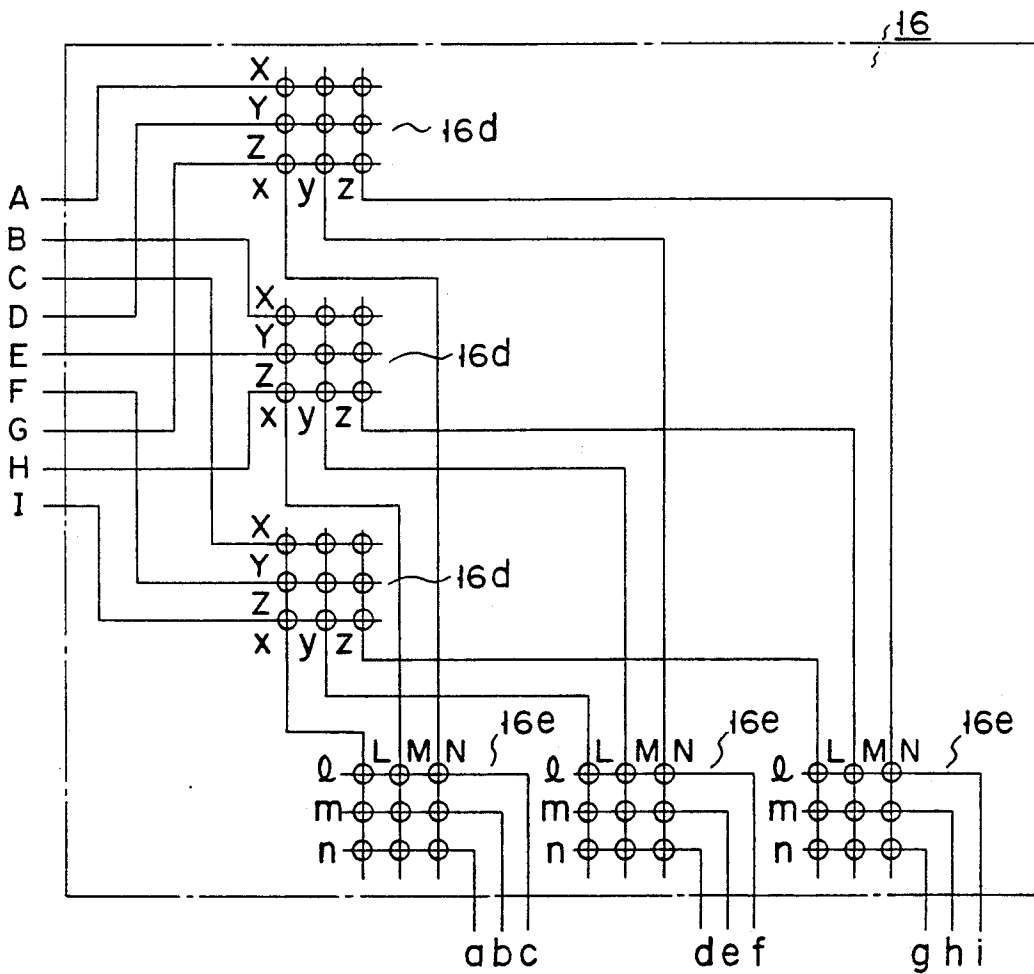 16
X
Y 16d
Z
A x y z
B
C
D X
E Y 16d
F Z
G x y z
H
I
X
Y 16d
Z
x y z
L M N 16e L M N 16e L M N 16e
ℓ ℓ ℓ
m m m
n n n
a b c d e f g h i